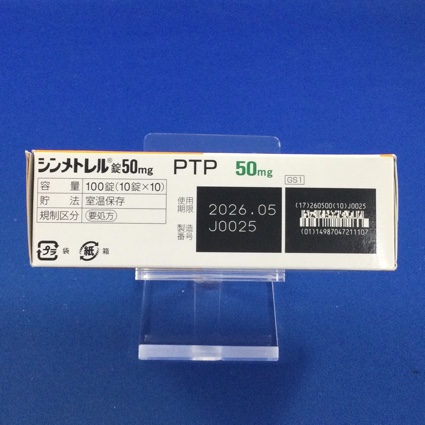 シンメトレル®錠50mg PTP 50mg
容量 100錠(10錠×10)
貯法 室温保存
規制区分 (要処方)
プラ 袋 紙 箱
使用期限 2026.05
製造番号 J0025
GS1
(17)260500(10)J0025
(01)14987047211107